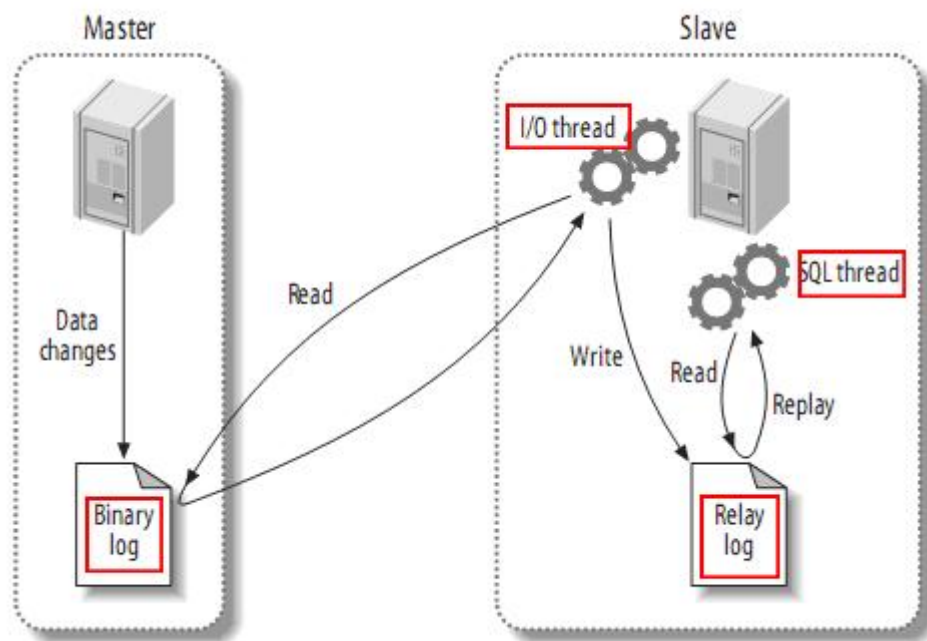 Master
Slave
I/O thread
SQL thread
Read
Data
changes
Write
Read
Replay
Binary
log
Relay
log